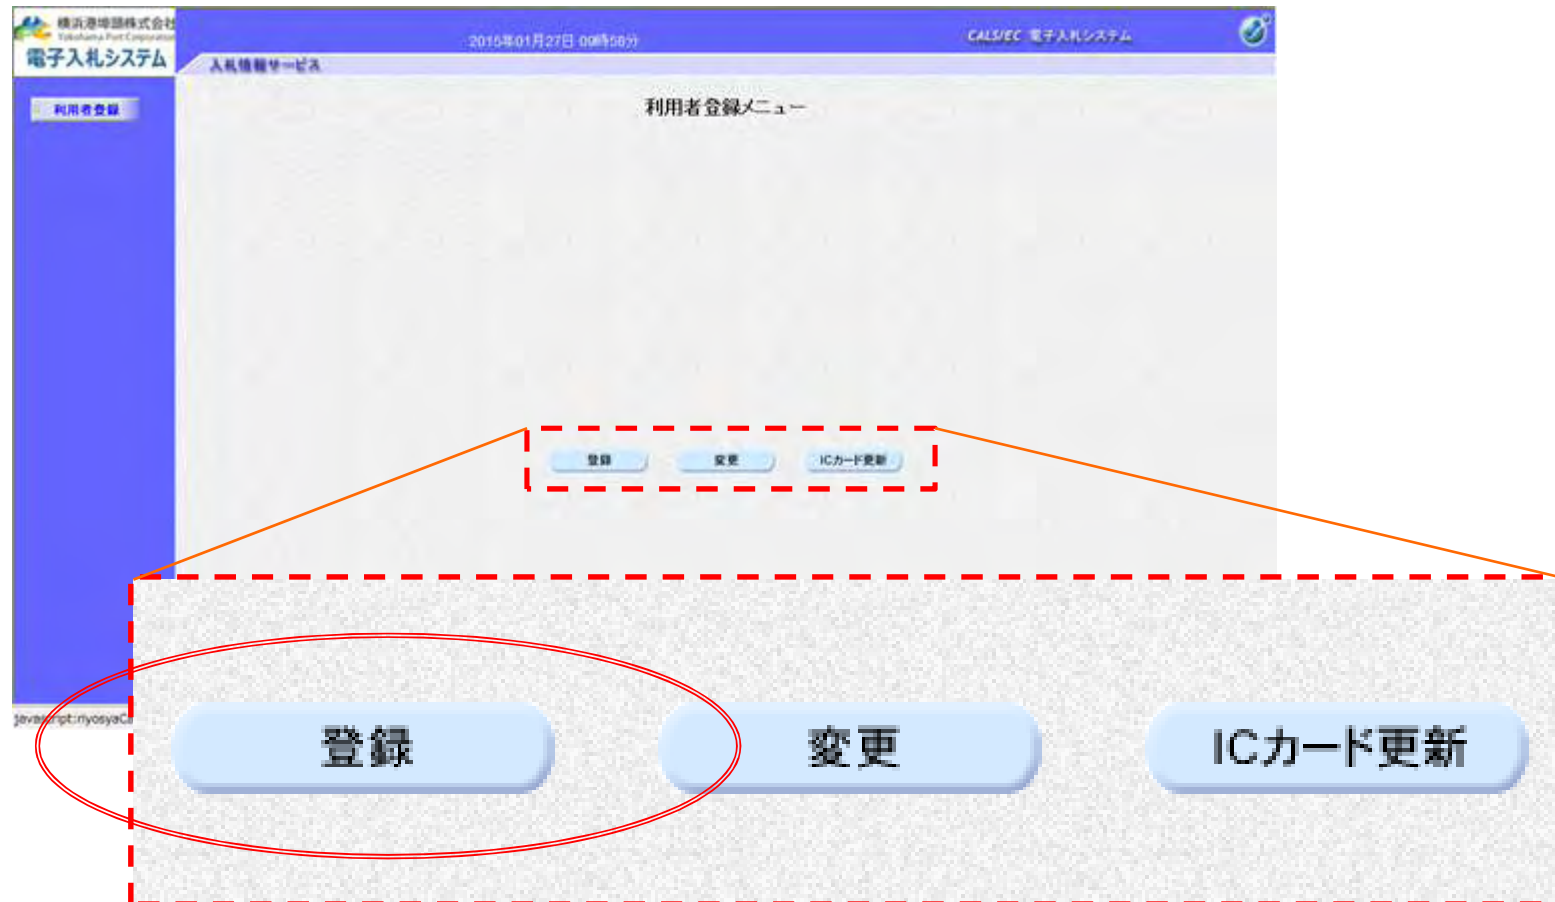 横浜港埠頭株式会社
Yokohama Port Corporation
電子入札システム
2015年01月27日 09時58分
CALS/EC 電子入札システム
入札情報サービス
利用者登録
利用者登録メニュー
登録 変更 ICカード更新
登録 変更 ICカード更新